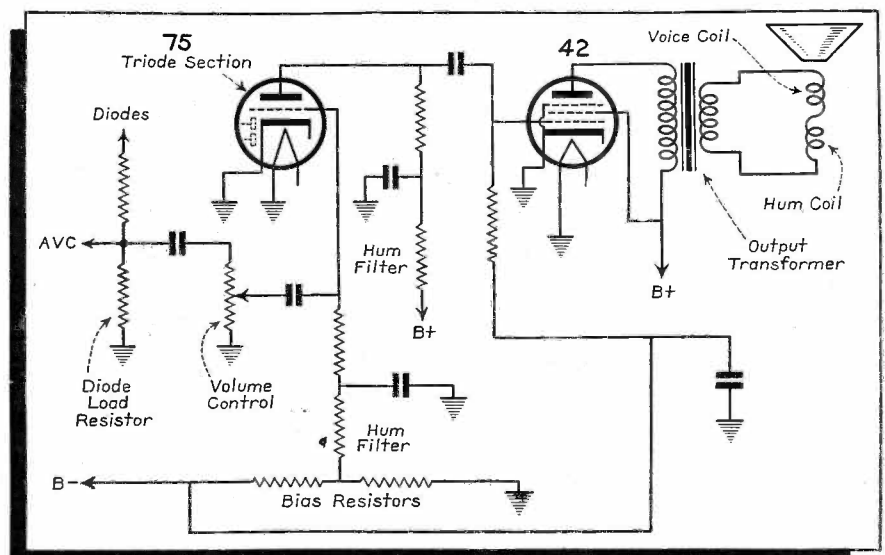 75
Triode Section
42
Voice Coil
Diodes
Hum Coil
AVC
Hum
Filter
Output
Transformer
B+
B+
Diode
Load
Resistor
Volume
Control
Hum
Filter
B-
Bias Resistors